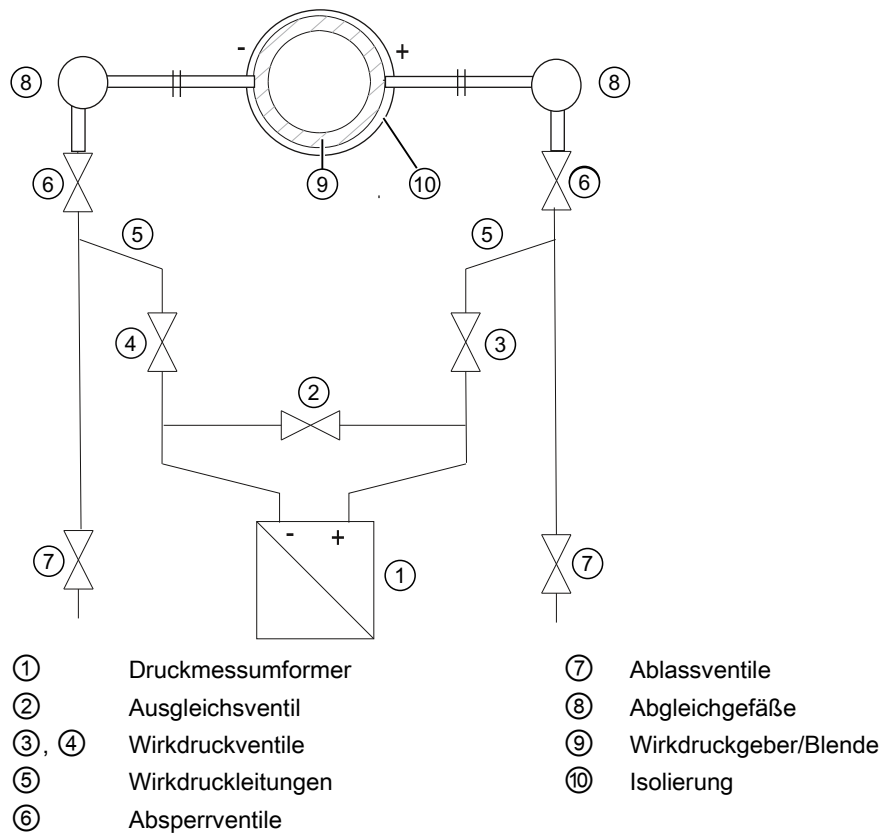 - +
⑧ ⑧
⑨ ⑩
⑥ ⑥
⑤ ⑤
④ ③
②
- +
①
⑦ ⑦
① Druckmessumformer
② Ausgleichsventil
③, ④ Wirkdruckventile
⑤ Wirkdruckleitungen
⑥ Absperrventile
⑦ Ablassventile
⑧ Abgleichgefäße
⑨ Wirkdruckgeber/Blende
⑩ Isolierung